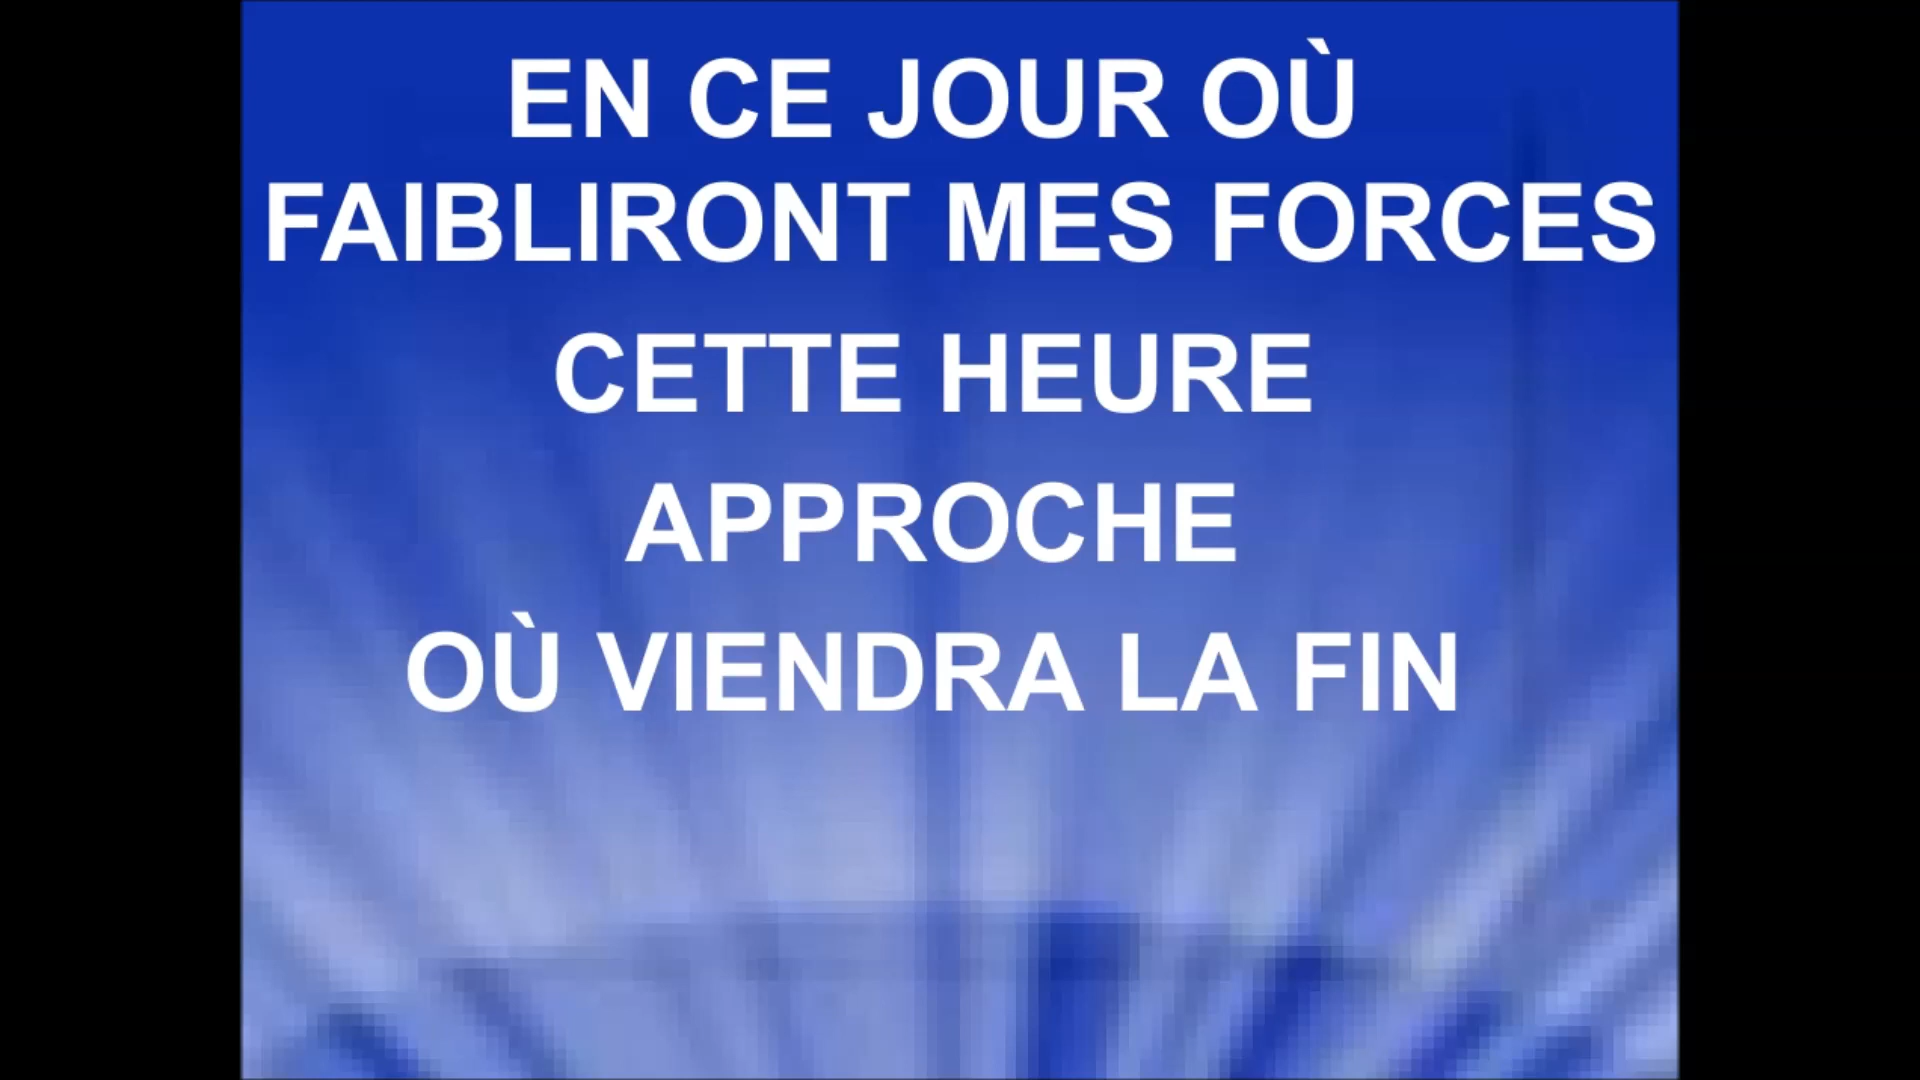 EN CE JOUR OÙ
FAIBLIRONT MES FORCES
CETTE HEURE
APPROCHE
OÙ VIENDRA LA FIN